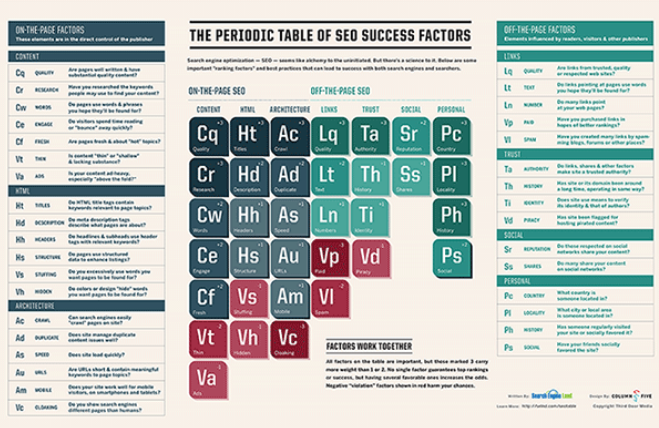 ON-THE-PAGE FACTORS
These elements are in the direct control of the publisher
CONTENT
Cq QUALITY Are pages well written & have
substantial quality content?
Cr RESEARCH Have you researched the keywords
people may use to find your content?
Cw WORDS Do pages use words & phrases
you hope they'll be found for?
Ce ENGAGE Do visitors spend time reading
or "bounce" away quickly?
Cf FRESH Are pages fresh & about "hot" topics?
Vt THIN Is content "thin" or "shallow"
& lacking substance?
Va ADS Is your content ad heavy,
especially "above the fold?"
HTML
Ht TITLES Do HTML title tags contain
keywords relevant to page topics?
Hd DESCRIPTION Do meta description tags
describe what pages are about?
Hh HEADERS Do headlines & subheads use header
tags with relevant keywords?
Hs STRUCTURE Do pages use structured
data to enhance listings?
Vs STUFFING Do you excessively use words you
want pages to be found for?
Vh HIDDEN Do colors or design "hide" words
you want pages to be found for?
ARCHITECTURE
Ac CRAWL Can search engines easily
"crawl" pages on site?
Ad DUPLICATE Does site manage duplicate
content issues well?
As SPEED Does site load quickly?
Au URLS Are URLs short & contain meaningful
keywords to page topics?
Am MOBILE Does your site work well for mobile
visitors, on smartphones and tablets?
Vc CLOAKING Do you show search engines
different pages than humans?
THE PERIODIC TABLE OF SEO SUCCESS FACTORS
Search engine optimization — SEO — seems like alchemy to the uninitiated. But there's a science to it. Below are some
important "ranking factors" and best practices that can lead to success with both search engines and searchers.
ON-THE-PAGE SEO OFF-THE-PAGE SEO
CONTENT HTML ARCHITECTURE LINKS TRUST SOCIAL PERSONAL
Cq Ht Ac Lq Ta Sr Pc
Quality Titles Crawl Quality Authority Reputation Country
Cr Hd Ad Lt Th Ss Pl
Research Description Duplicate Text History Shares Locality
Cw Hh As Ln Ti Ph
Words Headers Speed Numbers Identity History
Ce Hs Au Vp Vd Ps
Engage Structure URLs Paid Piracy Social
Cf Vs Am Vl
Fresh Stuffing Mobile Spam
Vt Vh Vc
Thin Hidden Cloaking
Va
Ads
FACTORS WORK TOGETHER
All factors on the table are important, but those marked 3 carry
more weight than 1 or 2. No single factor guarantees top rankings
or success, but having several favorable ones increases the odds.
Negative "violation" factors shown in red harm your chances.
OFF-THE-PAGE FACTORS
Elements influenced by readers, visitors & other publishers
LINKS
Lq QUALITY Are links from trusted, quality
or respected web sites?
Lt TEXT Do links pointing at pages use words
you hope they'll be found for?
Ln NUMBER Do many links
point at your web pages?
Vp PAID Have you purchased links in
hopes of better rankings?
Vl SPAM Have you created many links by spam-
ming blogs, forums or other places?
TRUST
Ta AUTHORITY Do links, shares & other factors
make site a trusted authority?
Th HISTORY Has site or its domain been around
a long time, operating in same way?
Ti IDENTITY Does site use means to verify
its identity & that of authors?
Vd PIRACY Has site been flagged for
hosting pirated content?
SOCIAL
Sr REPUTATION Do those respected on social
networks share your content?
Ss SHARES Do many share your content
on social networks?
PERSONAL
Pc COUNTRY What country is
someone located in?
Pl LOCALITY What city or local area
is someone located in?
Ph HISTORY Has someone regularly visited
your site or socially favored it?
Ps SOCIAL Have your friends socially
favored the site?
Written By: Search Engine Land Design By: COLUMN FIVE
Learn More: Copyright Third Door Media